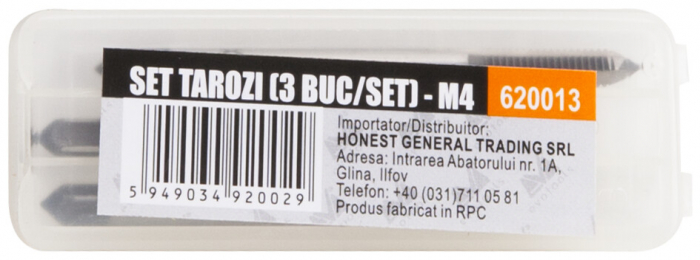 SET TAROZI (3 BUC/SET) - M4
620013
Importator/Distribuitor:
HONEST GENERAL TRADING SRL
Adresa: Intrarea Abatorului nr. 1A,
Glina, Ilfov
Telefon: +40 (031)711 05 81
Produs fabricat in RPC
5 949034 920029